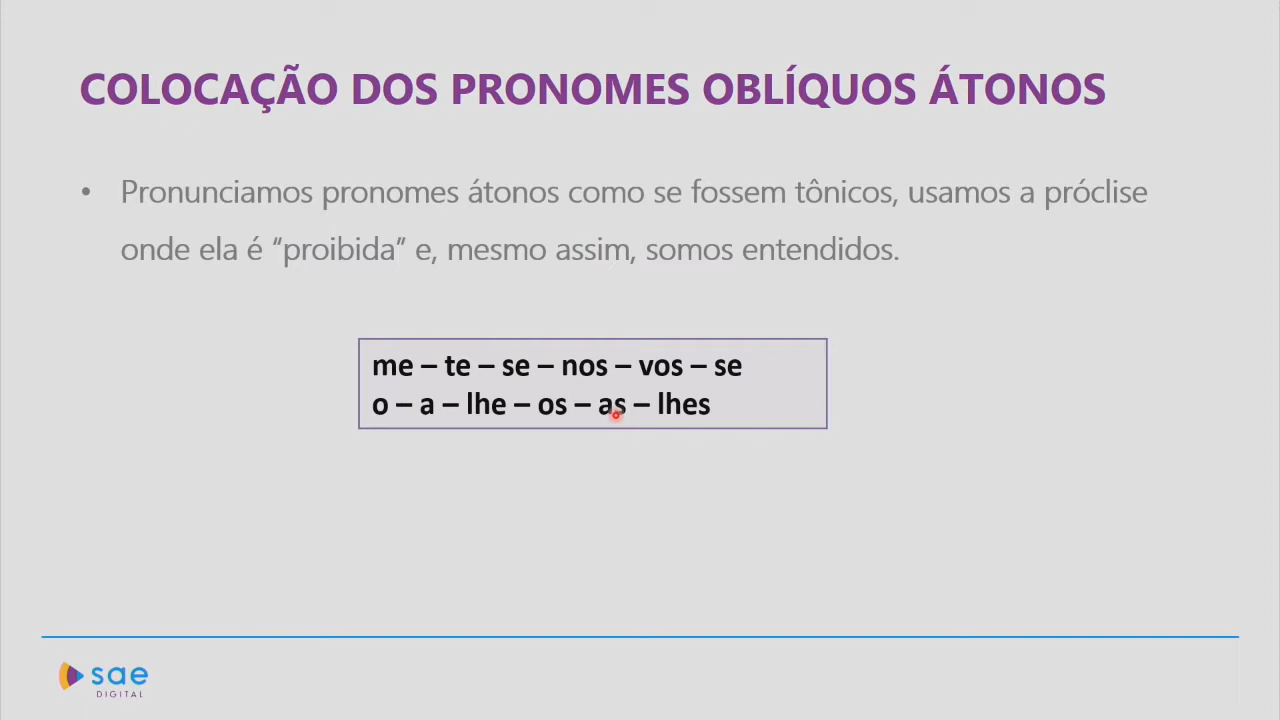 COLOCAÇÃO DOS PRONOMES OBLÍQUOS ÁTONOS
• Pronunciamos pronomes átonos como se fossem tônicos, usamos a próclise
onde ela é “proibida” e, mesmo assim, somos entendidos.
me – te – se – nos – vos – se
o – a – lhe – os – as – lhes
sae
DIGITAL